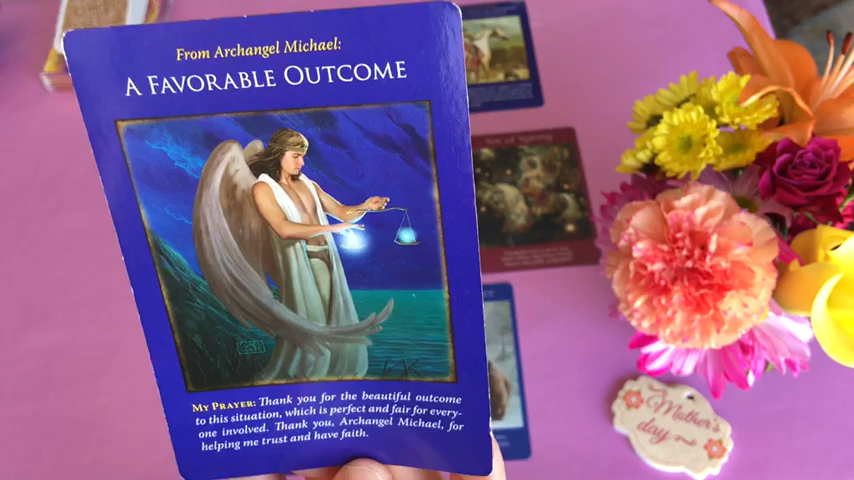 From Archangel Michael:
A FAVORABLE OUTCOME
MY PRAYER: Thank you for the beautiful outcome
to this situation, which is perfect and fair for every-
one involved. Thank you, Archangel Michael, for
helping me trust and have faith.
Mother's
day